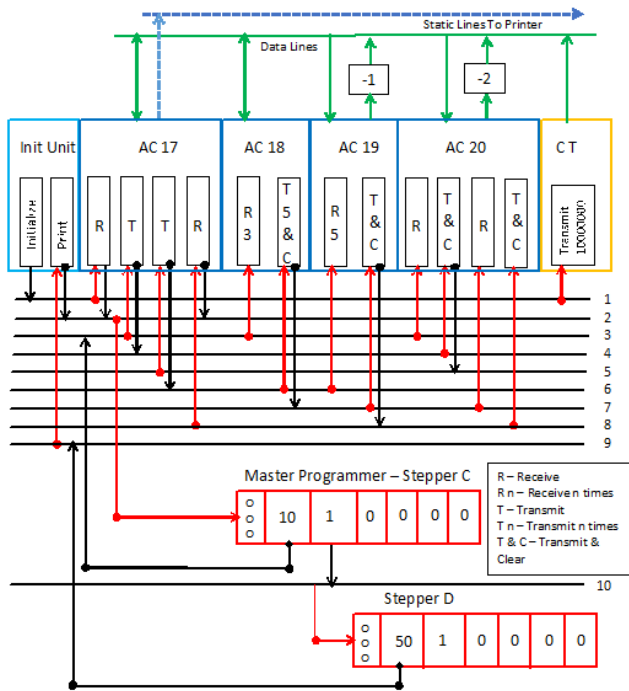 Static Lines To Printer
Data Lines
-1
-2
Init Unit
AC 17
AC 18
AC 19
AC 20
C T
Initialize
Print
R
T
T
R
R 3
T 5 & C
R 5
T & C
R
T & C
R
T & C
Transmit
10000000
1
2
3
4
5
6
7
8
9
Master Programmer – Stepper C
10 1 0 0 0 0
R – Receive
R n – Receive n times
T – Transmit
T n – Transmit n times
T & C – Transmit &
Clear
10
Stepper D
50 1 0 0 0 0